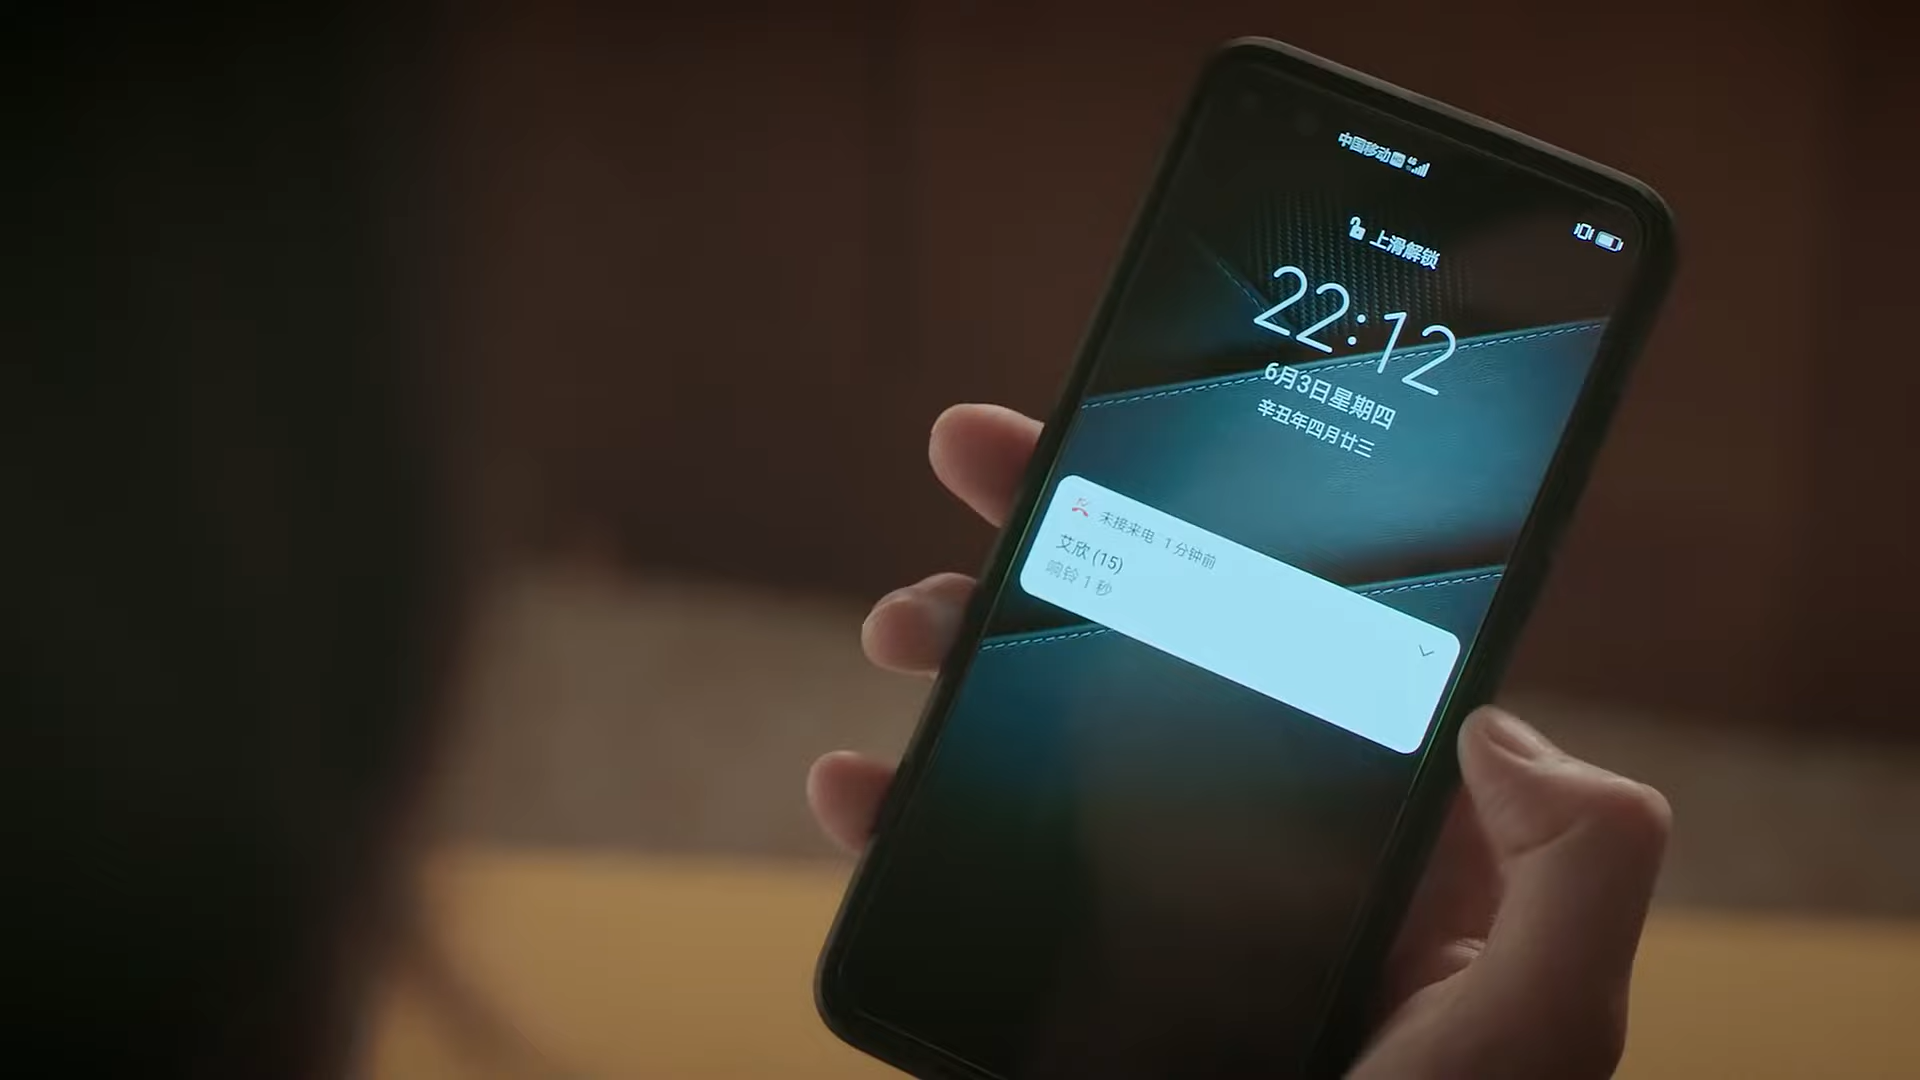 中国移动 HD 4G
上滑解锁
22:12
6月3日星期四
辛丑年四月廿三
未接来电 1 分钟前
艾欣 (15)
响铃 1 秒